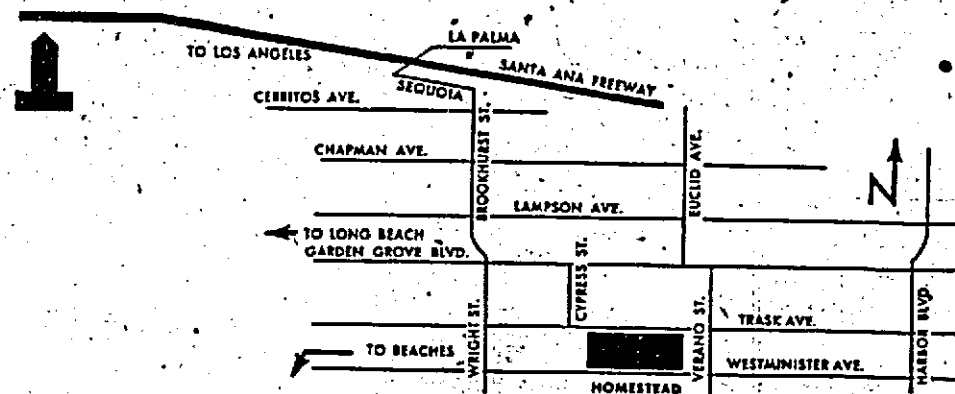 LA PALMA
TO LOS ANGELES
SANTA ANA FREEWAY
SEQUOIA
CERRITOS AVE.
BROOKHURST ST.
CHAPMAN AVE.
EUCLID AVE.
N
LAMPSON AVE.
TO LONG BEACH
GARDEN GROVE BLVD.
CYPRESS ST.
WRIGHT ST.
VERANO ST.
TRASK AVE.
HARBOR BLVD.
TO BEACHES
WESTMINISTER AVE.
HOMESTEAD